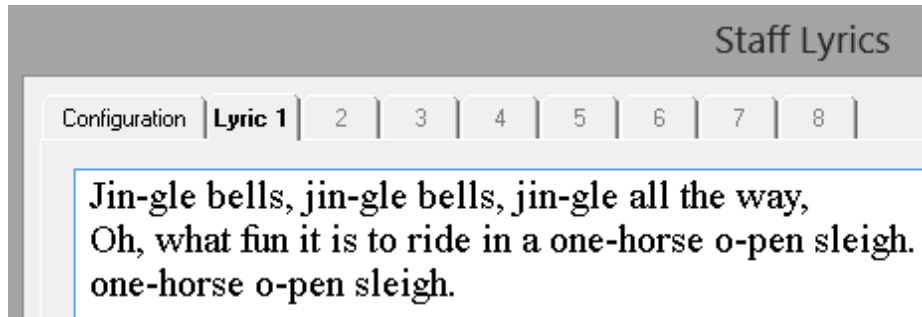 Staff Lyrics
Configuration Lyric 1 2 3 4 5 6 7 8
Jin-gle bells, jin-gle bells, jin-gle all the way,
Oh, what fun it is to ride in a one-horse o-pen sleigh.
one-horse o-pen sleigh.